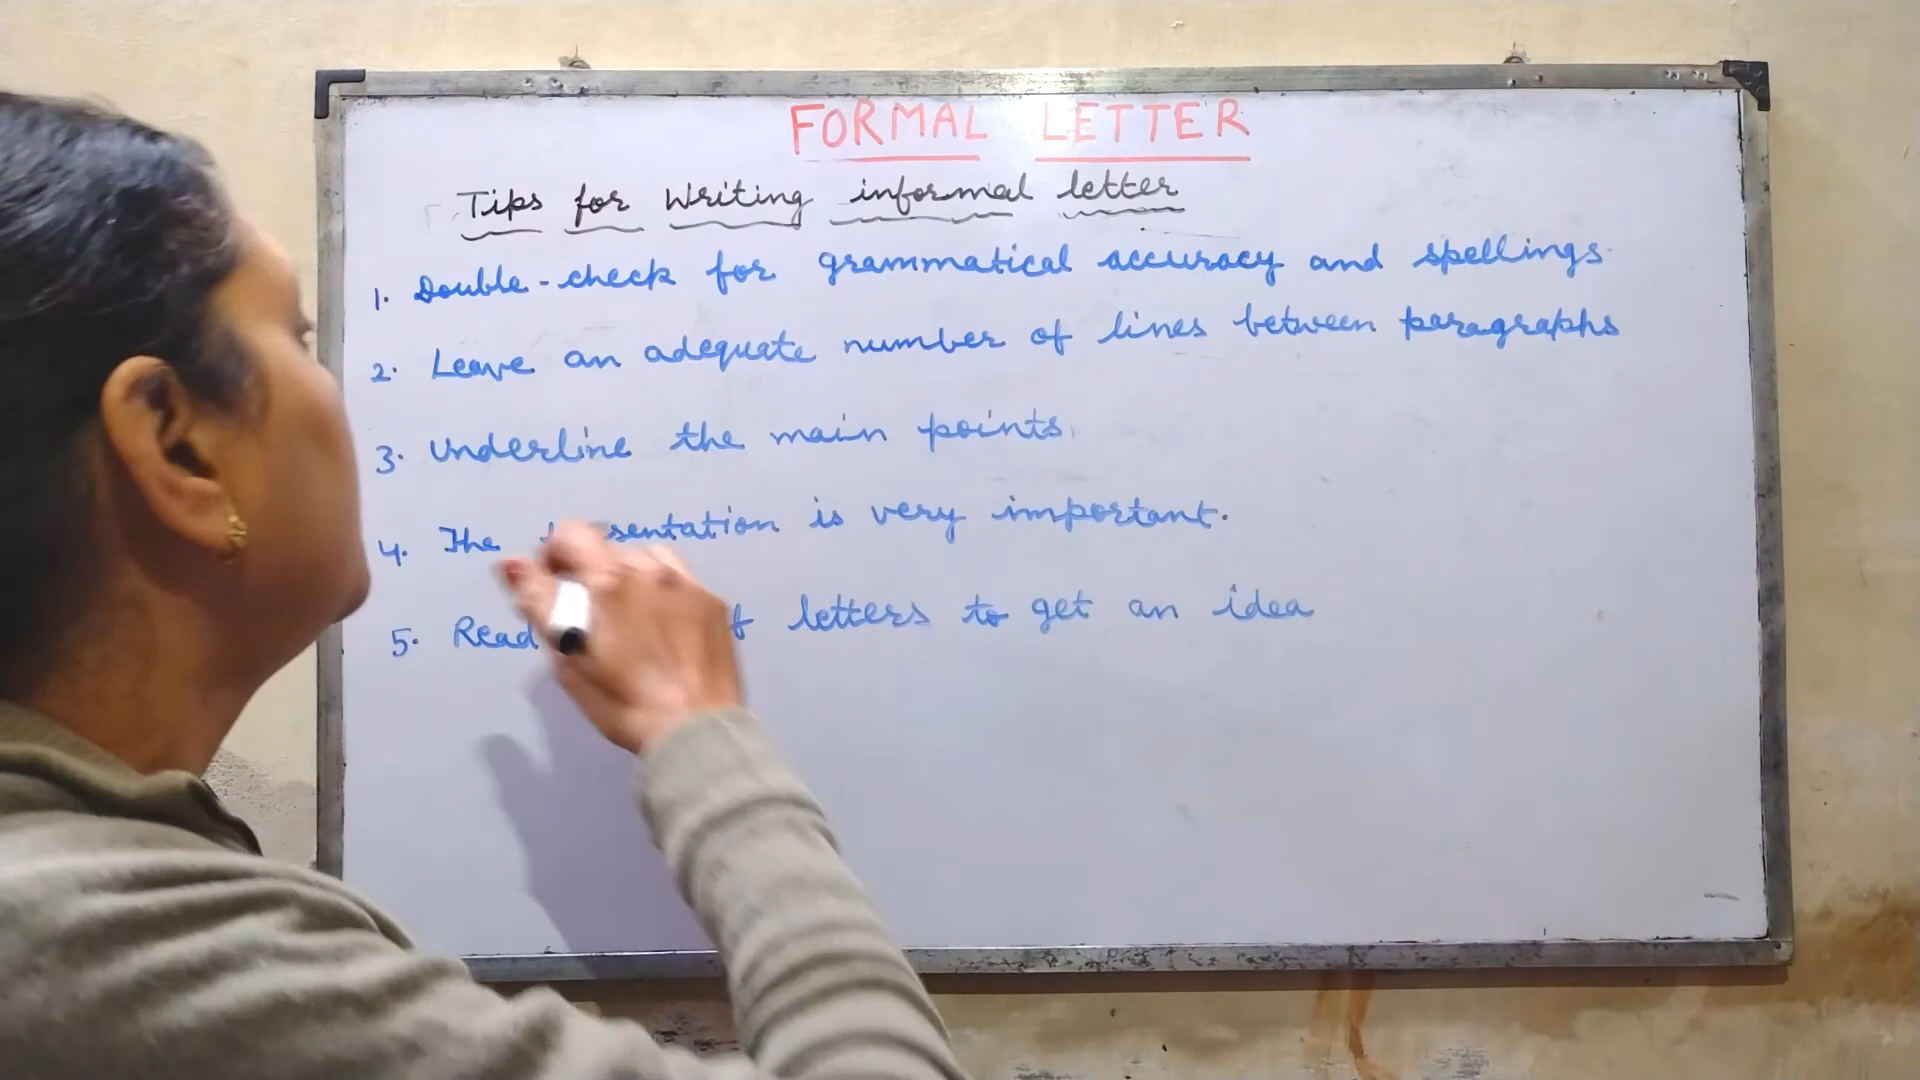 FORMAL LETTER
Tips for Writing informal letter
1. Double-check for grammatical accuracy and spellings.
2. Leave an adequate number of lines between paragraphs
3. Underline the main points
4. The sentation is very important.
5. Read letters to get an idea